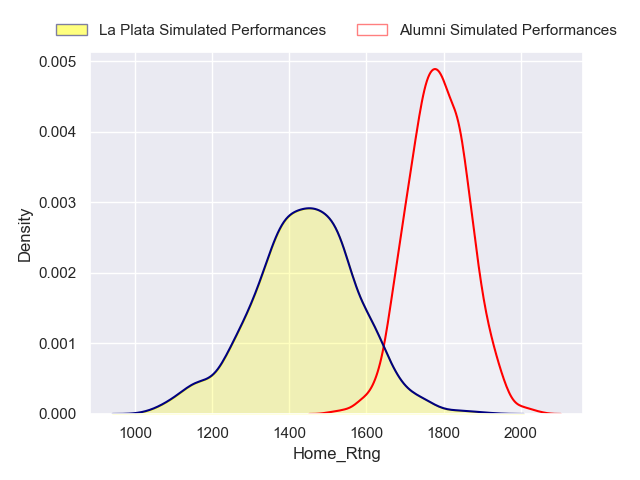 La Plata Simulated Performances Alumni Simulated Performances
0.005
0.004
0.003
0.002
0.001
0.000
Density
1000 1200 1400 1600 1800 2000
Home_Rtng